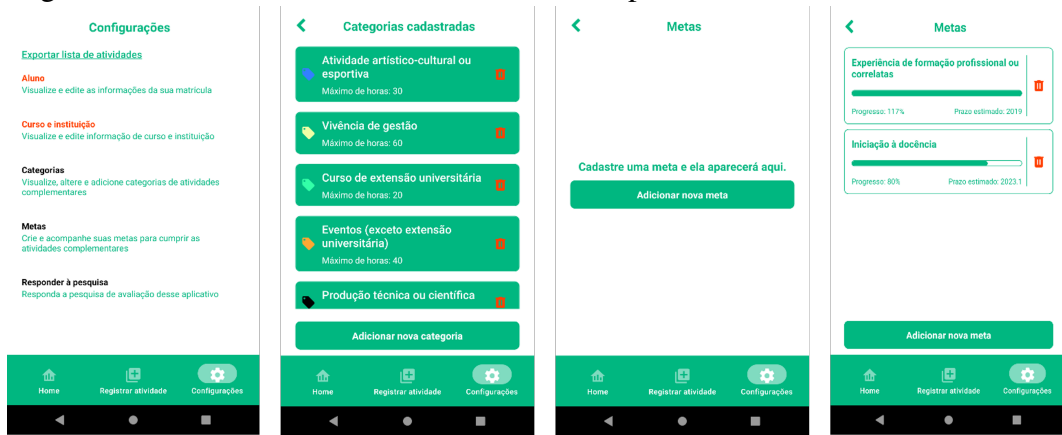 Configurações
Exportar lista de atividades
Aluno
Visualize e edite as informações da sua matricula
Curso e instituição
Visualize e edite informação de curso e instituição
Categorias
Visualize, altere e adicione categorias de atividades
complementares
Metas
Crie e acompanhe suas metas para cumprir as
atividades complementares
Responder à pesquisa
Responda a pesquisa de avaliação desse aplicativo
Home
Registrar atividade
Configurações
Categorias cadastradas
Atividade artístico-cultural ou
esportiva
Máximo de horas: 30
Vivência de gestão
Máximo de horas: 60
Curso de extensão universitária
Máximo de horas: 20
Eventos (exceto extensão
universitária)
Máximo de horas: 40
Produção técnica ou científica
Adicionar nova categoria
Home
Registrar atividade
Configurações
Metas
Cadastre uma meta e ela aparecerá aqui.
Adicionar nova meta
Home
Registrar atividade
Configurações
Metas
Experiência de formação profissional ou
correlatas
Progresso: 117%
Prazo estimado: 2019
Iniciação à docência
Progresso: 80%
Prazo estimado: 2023.1
Adicionar nova meta
Home
Registrar atividade
Configurações